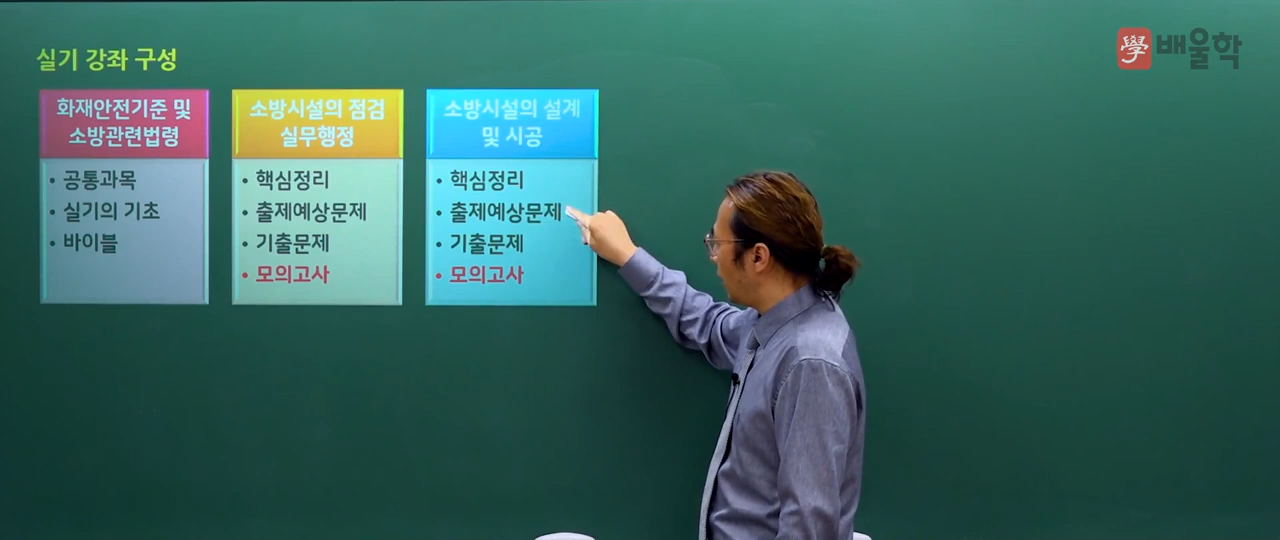 실기 강좌 구성
學 배울학
화재안전기준 및
소방관련법령
• 공통과목
• 실기의 기초
• 바이블
소방시설의 점검
실무행정
• 핵심정리
• 출제예상문제
• 기출문제
• 모의고사
소방시설의 설계
및 시공
• 핵심정리
• 출제예상문제
• 기출문제
• 모의고사